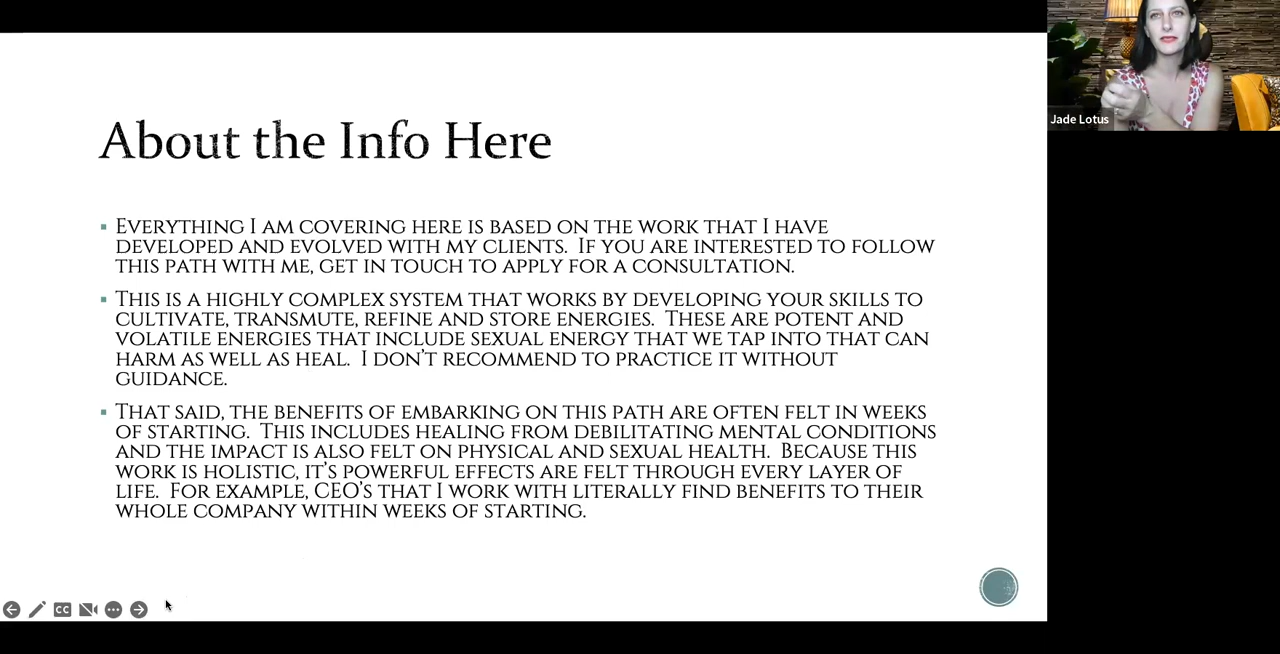 About the Info Here
Everything I am covering here is based on the work that I have
developed and evolved with my clients.  If you are interested to follow
this path with me, get in touch to apply for a consultation.
This is a highly complex system that works by developing your skills to
cultivate, transmute, refine and store energies.  These are potent and
volatile energies that include sexual energy that we tap into that can
harm as well as heal.  I don't recommend to practice it without
guidance.
That said, the benefits of embarking on this path are often felt in weeks
of starting.  This includes healing from debilitating mental conditions
and the impact is also felt on physical and sexual health.  Because this
work is holistic, it's powerful effects are felt through every layer of
life.  For example, CEO's that I work with literally find benefits to their
whole company within weeks of starting.
Jade Lotus
CC